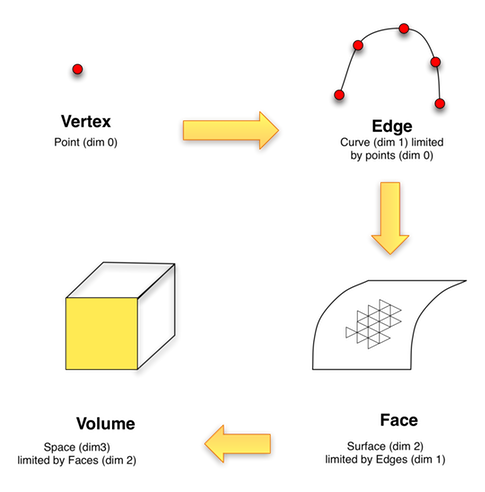 Vertex
Point (dim 0)
Edge
Curve (dim 1) limited
by points (dim 0)
Volume
Space (dim3)
limited by Faces (dim 2)
Face
Surface (dim 2)
limited by Edges (dim 1)